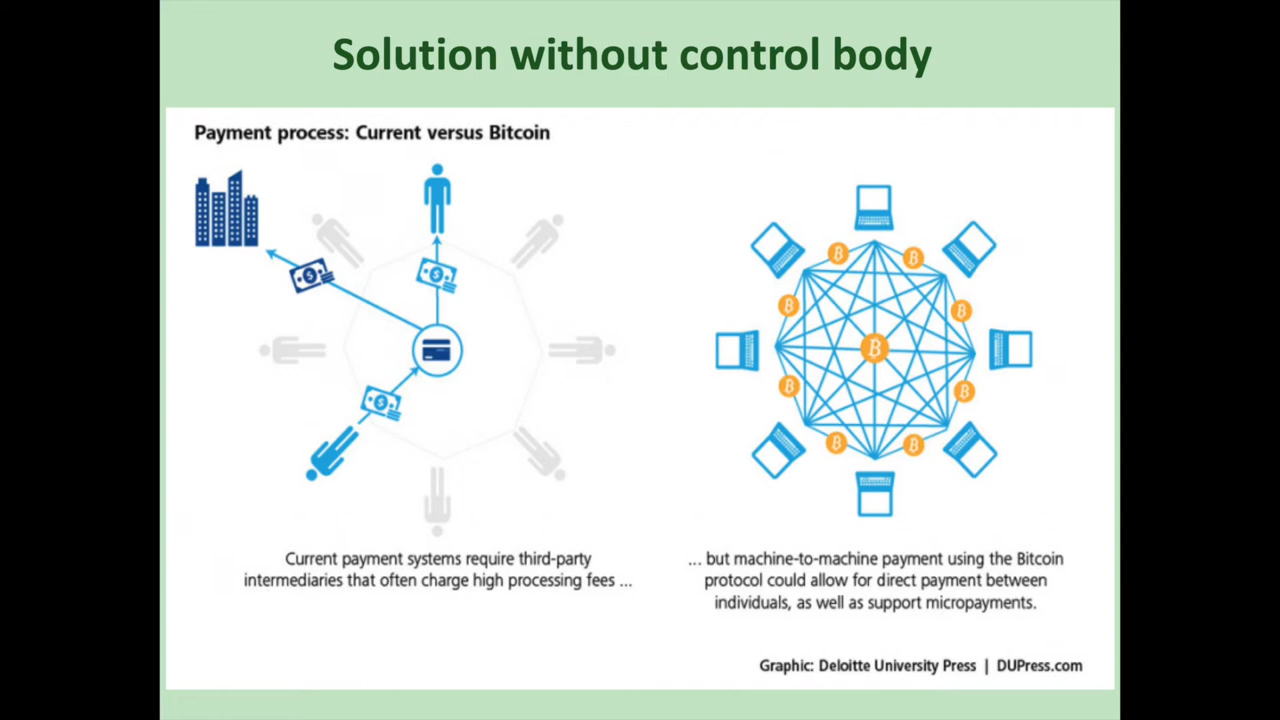 Solution without control body
Payment process: Current versus Bitcoin
Current payment systems require third-party
intermediaries that often charge high processing fees ...
... but machine-to-machine payment using the Bitcoin
protocol could allow for direct payment between
individuals, as well as support micropayments.
Graphic: Deloitte University Press | DUPress.com